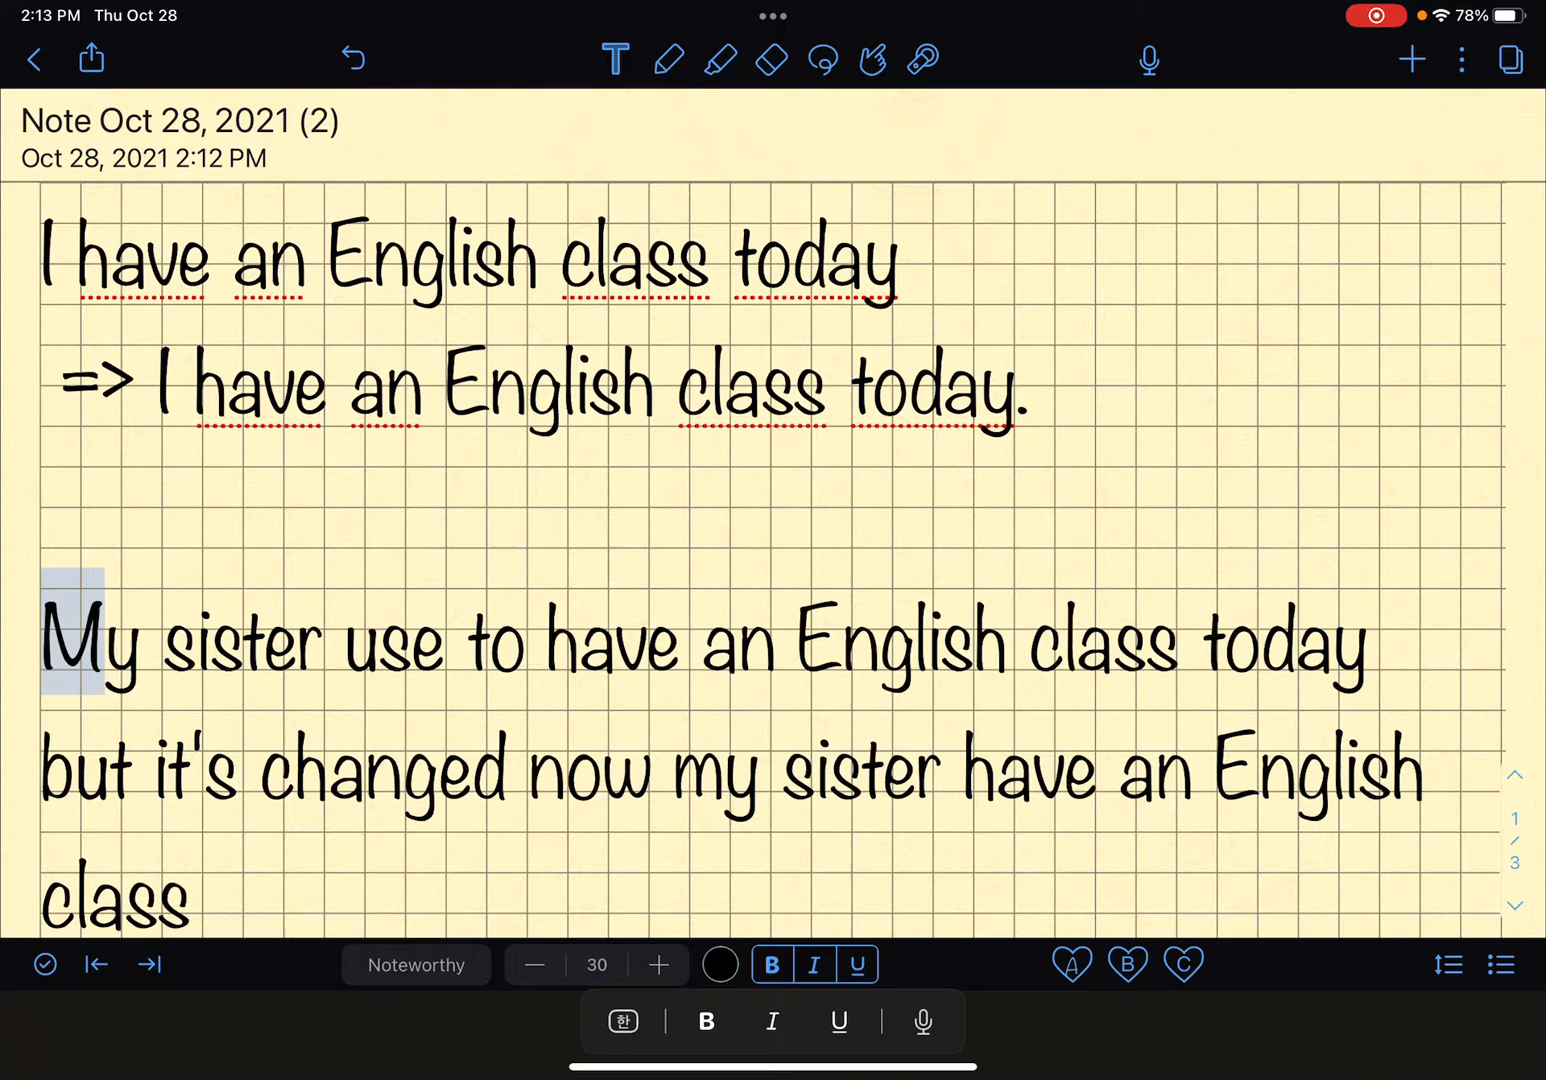 2:13 PM Thu Oct 28
78%
T
Note Oct 28, 2021 (2)
Oct 28, 2021 2:12 PM
I have an English class today
=> I have an English class today.
My sister use to have an English class today
but it's changed now my sister have an English
class
1
/
3
Noteworthy — 30 + B I U A B C
한 B I U